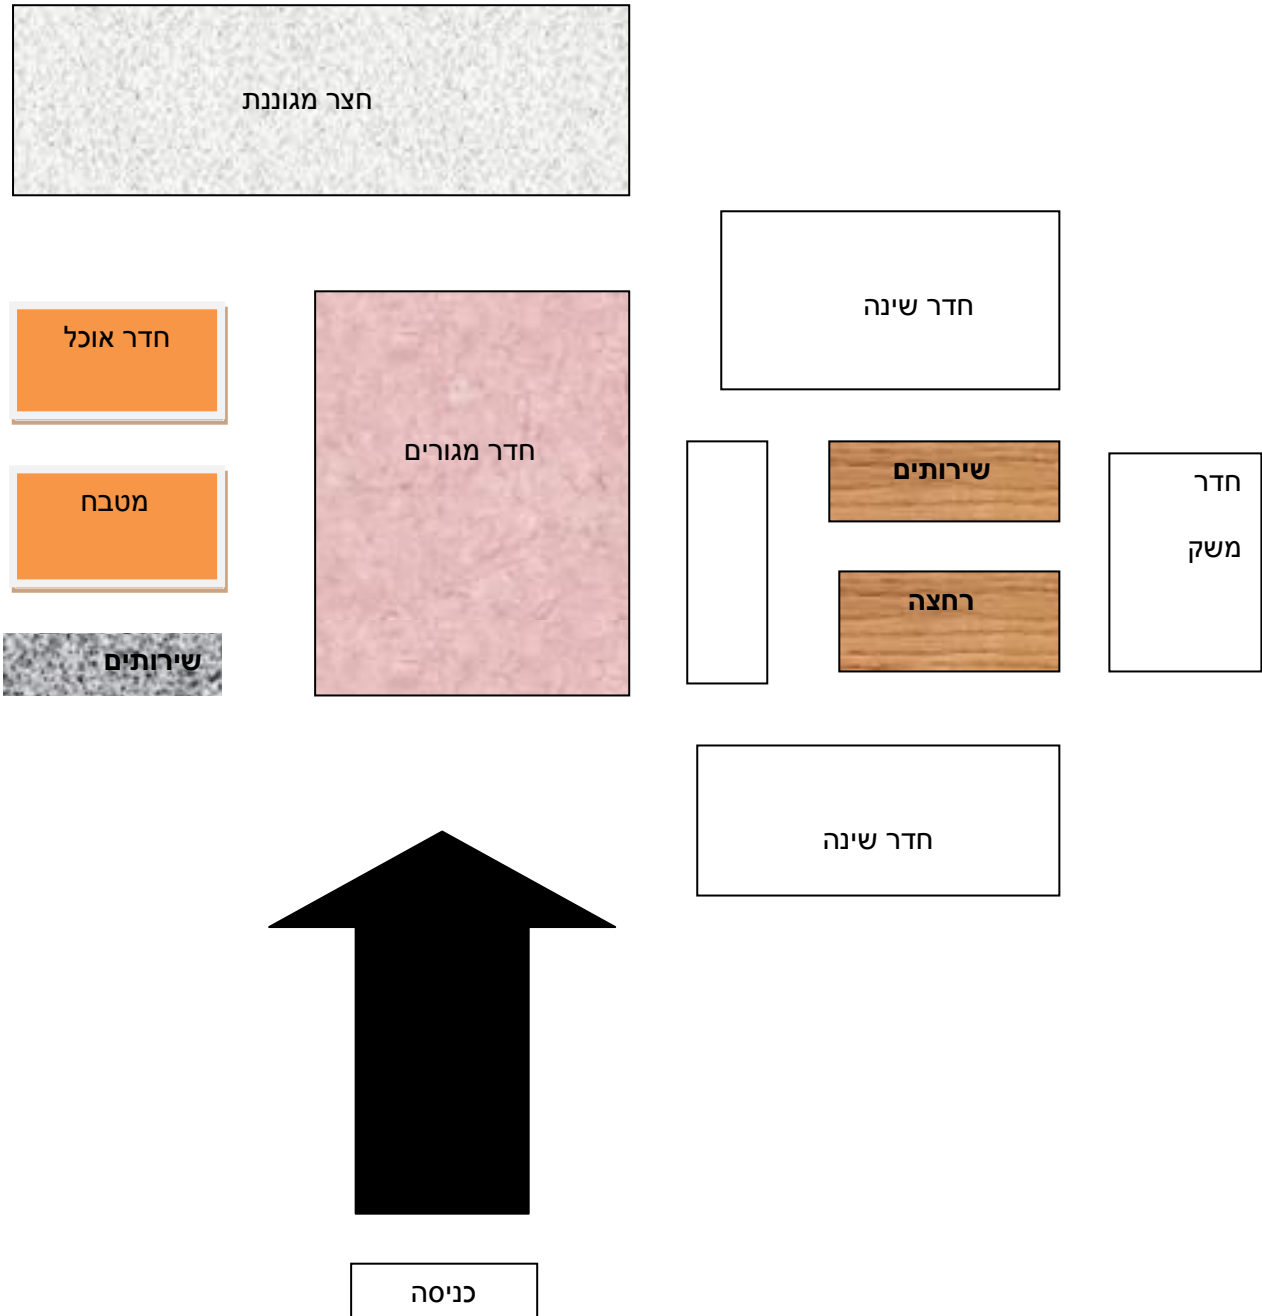 חצר מגוננת
חדר שינה
חדר אוכל
חדר מגורים
שירותים
חדר
משק
מטבח
רחצה
שירותים
חדר שינה
כניסה